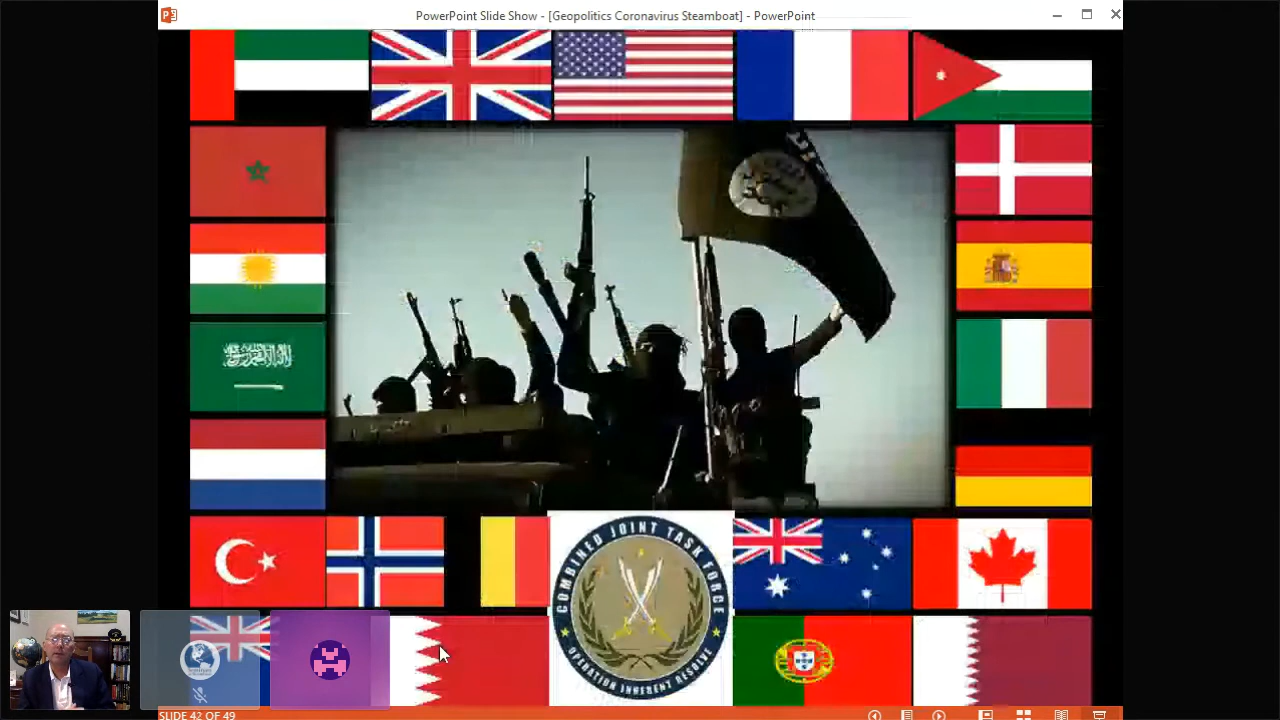 PowerPoint Slide Show - [Geopolitics Coronavirus Steamboat] - PowerPoint
COMBINED JOINT TASK FORCE
OPERATION INHERENT RESOLVE
SLIDE 42 OF 49